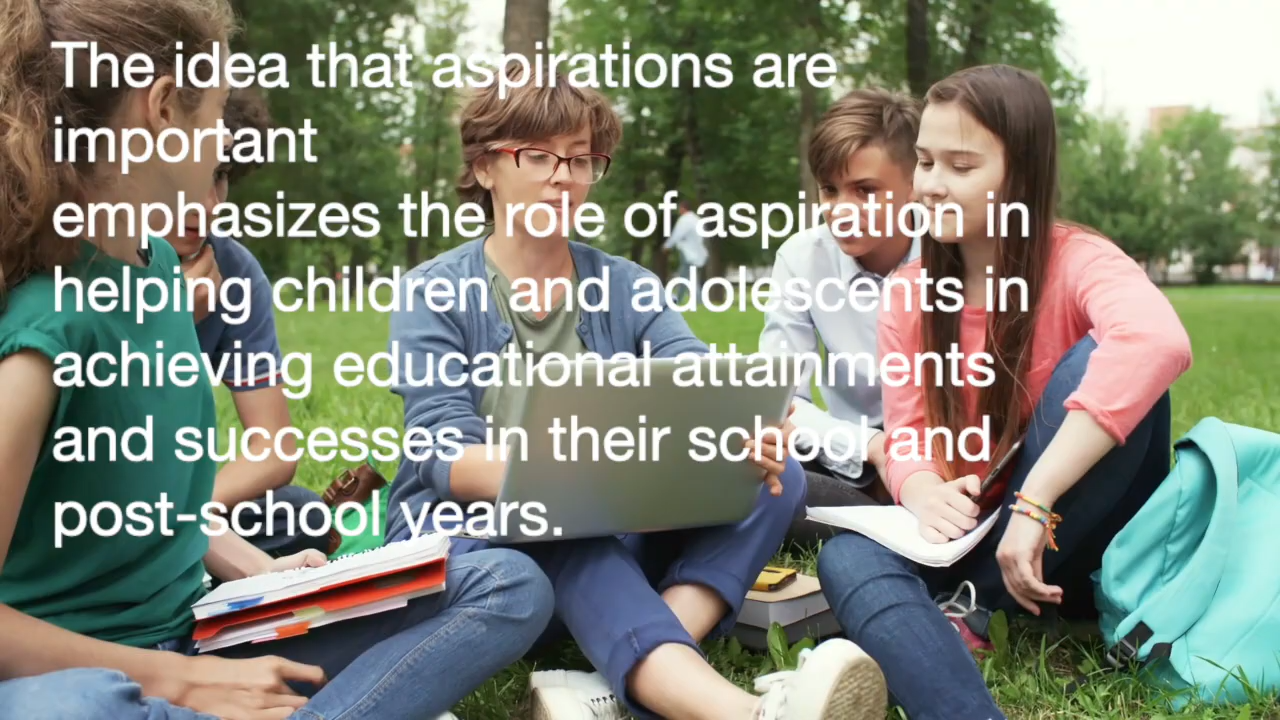 The idea that aspirations are
important
emphasizes the role of aspiration in
helping children and adolescents in
achieving educational attainments
and successes in their school and
post-school years.